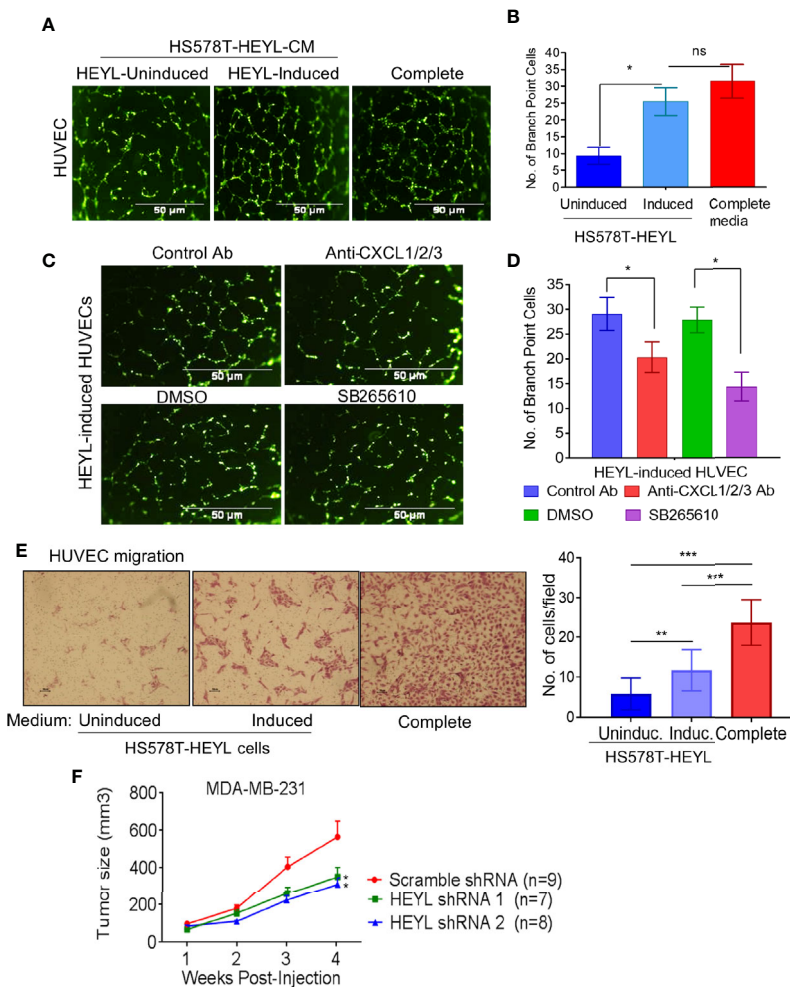 A
HS578T-HEYL-CM
HEYL-Uninduced HEYL-Induced Complete
HUVEC
50 µm 50 µm 90 µm
B
No. of Branch Point Cells
40
35
30
25
20
15
10
5
0
* ns
Uninduced Induced Complete
media
HS578T-HEYL
C
Control Ab Anti-CXCL1/2/3
HEYL-induced HUVECs
50 µm 50 µm
DMSO SB265610
50 µm 50 µm
D
No. of Branch Point Cells
35
30
25
20
15
10
5
0
* *
HEYL-induced HUVEC
Control Ab Anti-CXCL1/2/3 Ab
DMSO SB265610
E
HUVEC migration
Medium: Uninduced Induced Complete
HS578T-HEYL cells
No. of cells/field
40
30
20
10
0
***
***
**
Uninduc. Induc. Complete
HS578T-HEYL
F
MDA-MB-231
Tumor size (mm3)
800
600
400
200
0
*
*
1 2 3 4
Weeks Post-Injection
Scramble shRNA (n=9)
HEYL shRNA 1 (n=7)
HEYL shRNA 2 (n=8)